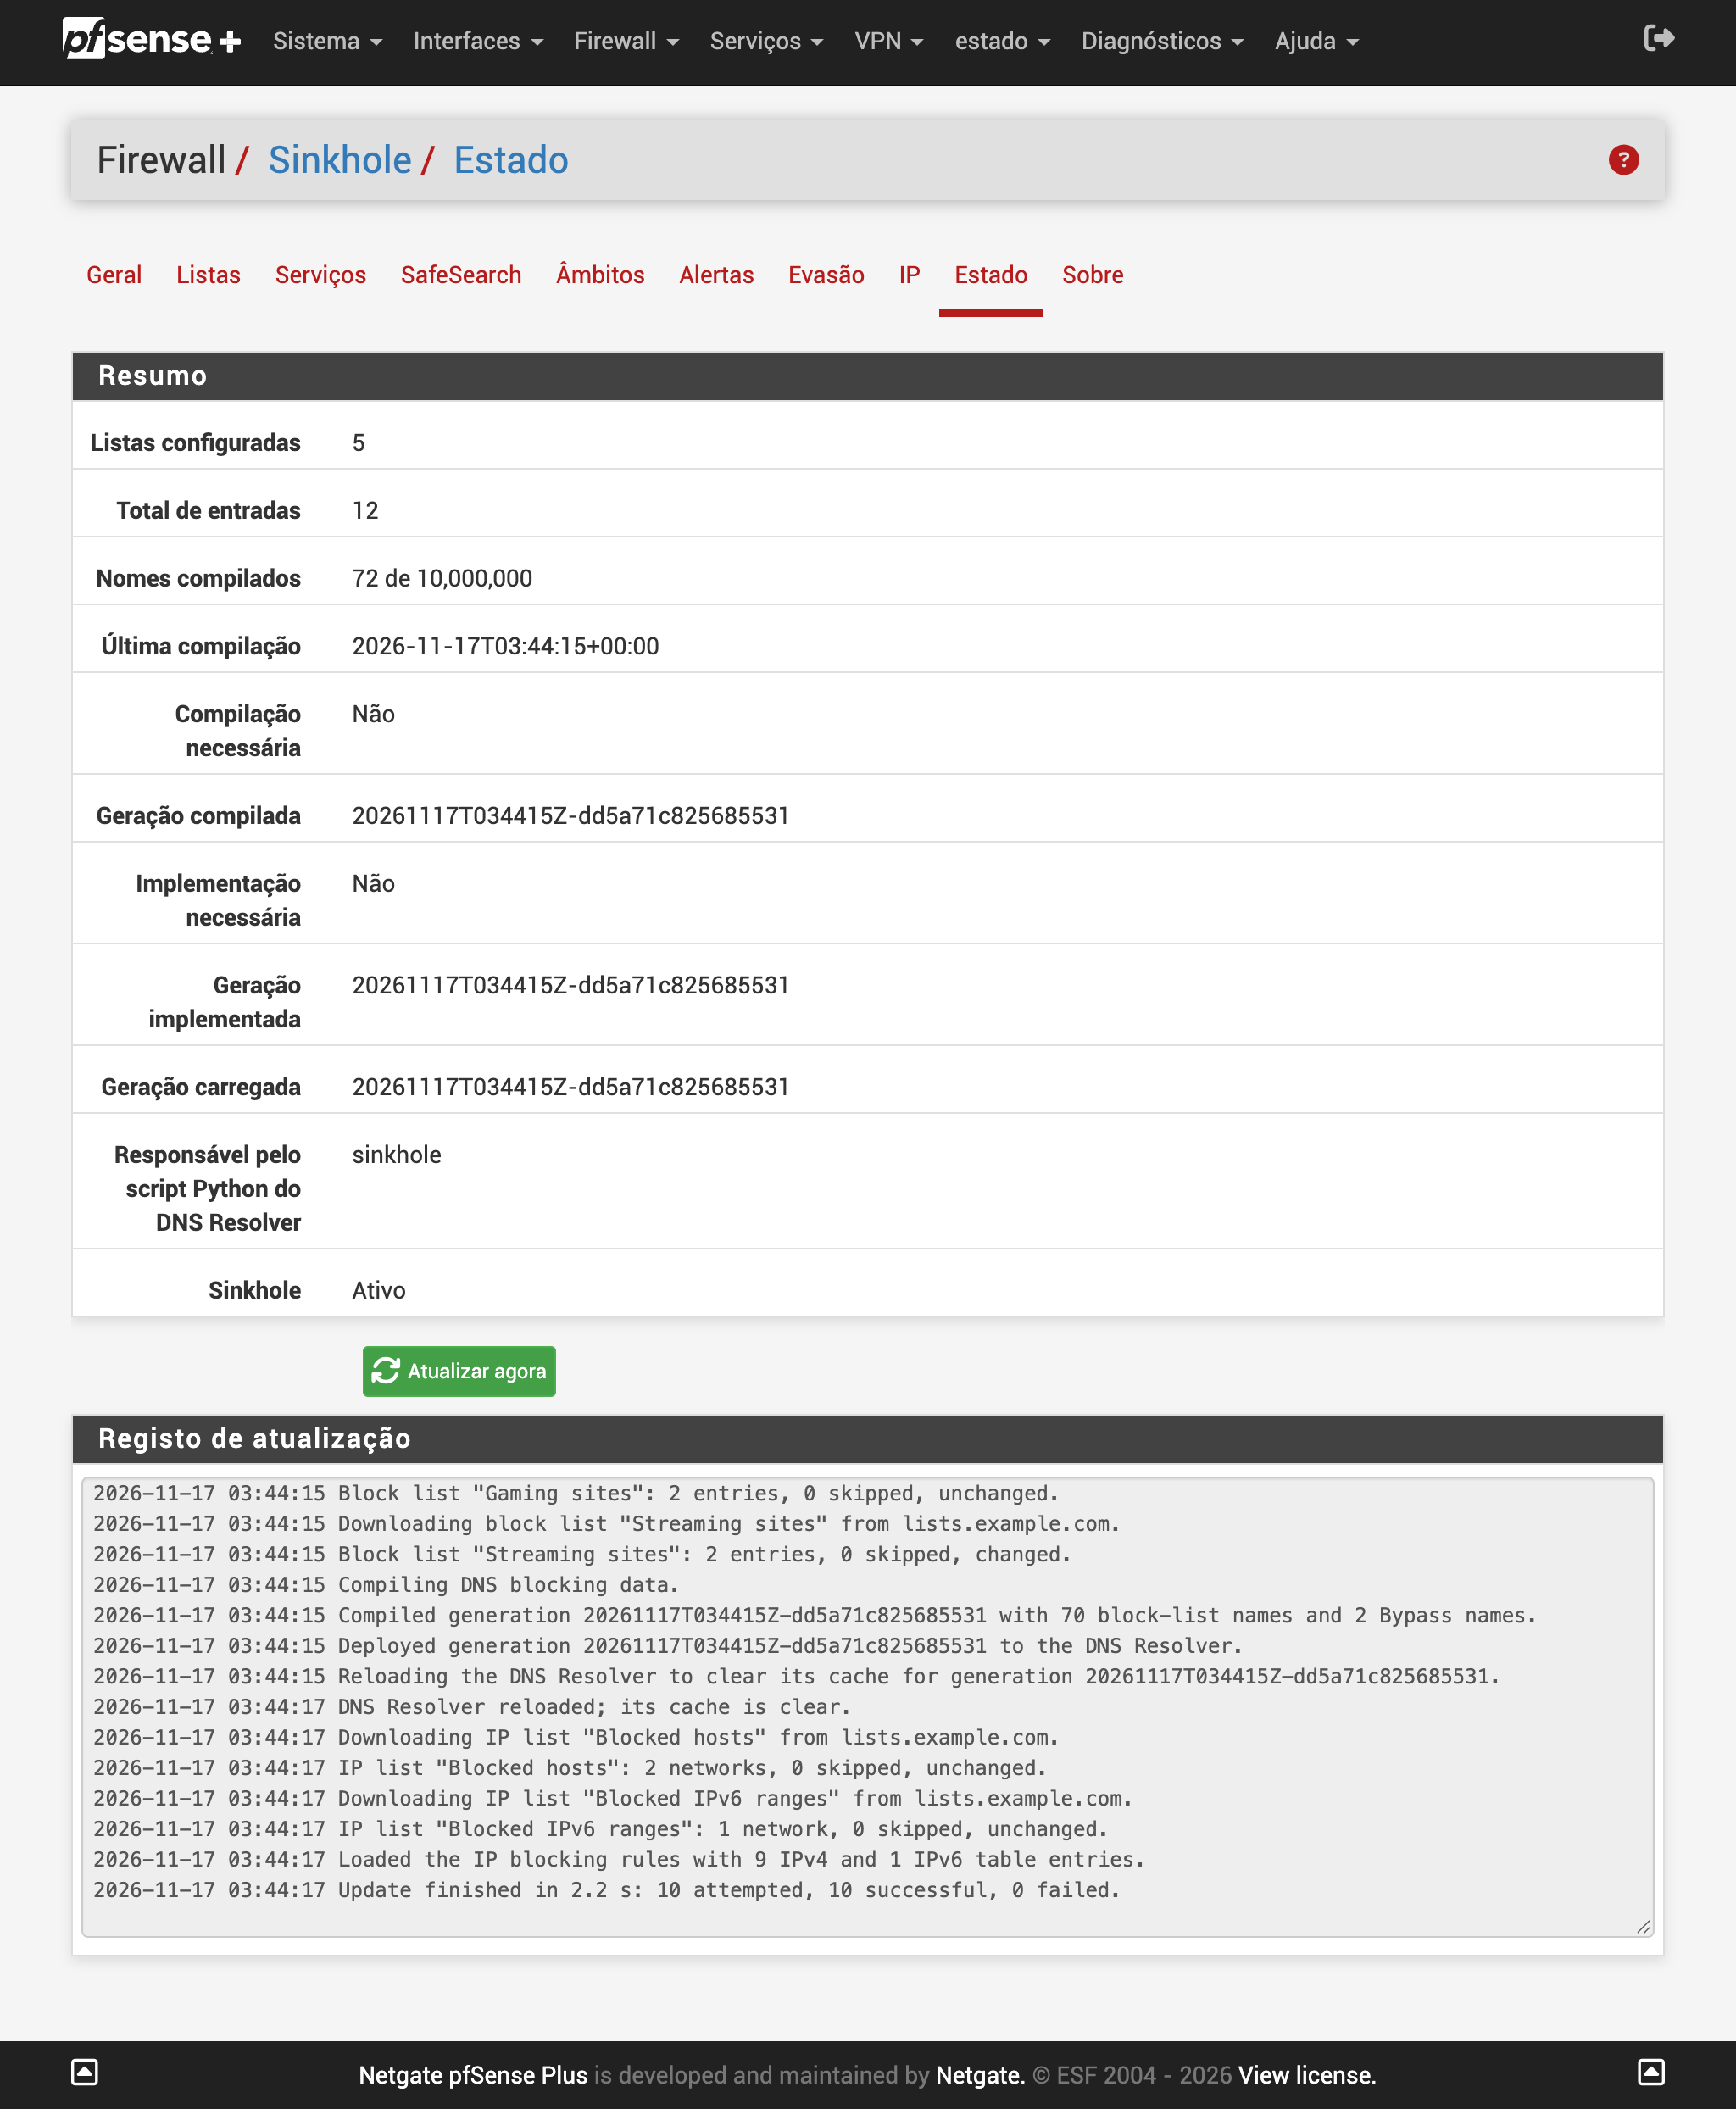 pfsense +
Sistema Interfaces Firewall Serviços VPN estado Diagnósticos Ajuda
Firewall / Sinkhole / Estado
?
Geral Listas Serviços SafeSearch Âmbitos Alertas Evasão IP Estado Sobre
Resumo
Listas configuradas 5
Total de entradas 12
Nomes compilados 72 de 10,000,000
Última compilação 2026-11-17T03:44:15+00:00
Compilação Não
necessária
Geração compilada 20261117T034415Z-dd5a71c825685531
Implementação Não
necessária
Geração 20261117T034415Z-dd5a71c825685531
implementada
Geração carregada 20261117T034415Z-dd5a71c825685531
Responsável pelo sinkhole
script Python do
DNS Resolver
Sinkhole Ativo
Atualizar agora
Registo de atualização
2026-11-17 03:44:15 Block list "Gaming sites": 2 entries, 0 skipped, unchanged.
2026-11-17 03:44:15 Downloading block list "Streaming sites" from lists.example.com.
2026-11-17 03:44:15 Block list "Streaming sites": 2 entries, 0 skipped, changed.
2026-11-17 03:44:15 Compiling DNS blocking data.
2026-11-17 03:44:15 Compiled generation 20261117T034415Z-dd5a71c825685531 with 70 block-list names and 2 Bypass names.
2026-11-17 03:44:15 Deployed generation 20261117T034415Z-dd5a71c825685531 to the DNS Resolver.
2026-11-17 03:44:15 Reloading the DNS Resolver to clear its cache for generation 20261117T034415Z-dd5a71c825685531.
2026-11-17 03:44:17 DNS Resolver reloaded; its cache is clear.
2026-11-17 03:44:17 Downloading IP list "Blocked hosts" from lists.example.com.
2026-11-17 03:44:17 IP list "Blocked hosts": 2 networks, 0 skipped, unchanged.
2026-11-17 03:44:17 Downloading IP list "Blocked IPv6 ranges" from lists.example.com.
2026-11-17 03:44:17 IP list "Blocked IPv6 ranges": 1 network, 0 skipped, unchanged.
2026-11-17 03:44:17 Loaded the IP blocking rules with 9 IPv4 and 1 IPv6 table entries.
2026-11-17 03:44:17 Update finished in 2.2 s: 10 attempted, 10 successful, 0 failed.
Netgate pfSense Plus is developed and maintained by Netgate. © ESF 2004 - 2026 View license.